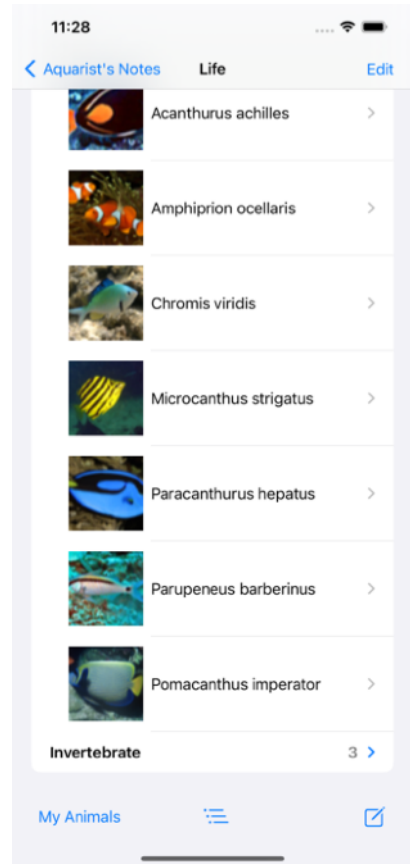 11:28
Aquarist's Notes Life Edit
Acanthurus achilles
Amphiprion ocellaris
Chromis viridis
Microcanthus strigatus
Paracanthurus hepatus
Parupeneus barberinus
Pomacanthus imperator
Invertebrate 3
My Animals